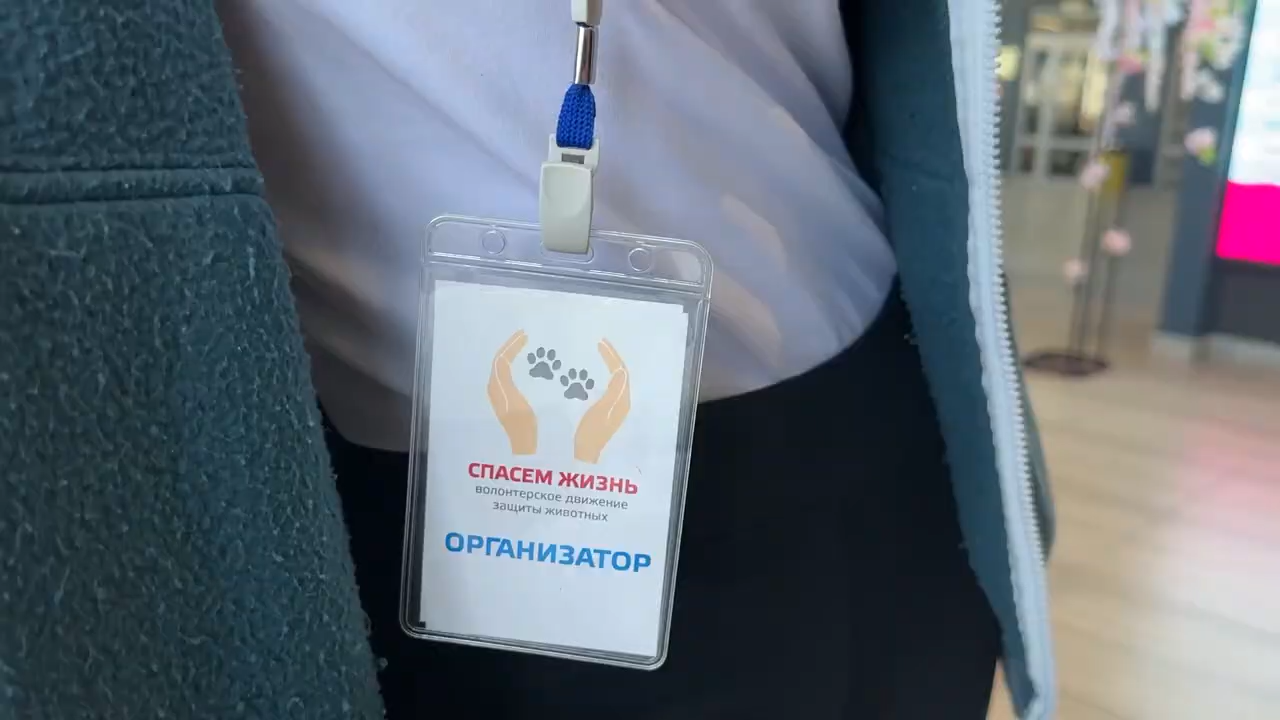 СПАСЕМ ЖИЗНЬ
волонтерское движение
защиты животных
ОРГАНИЗАТОР